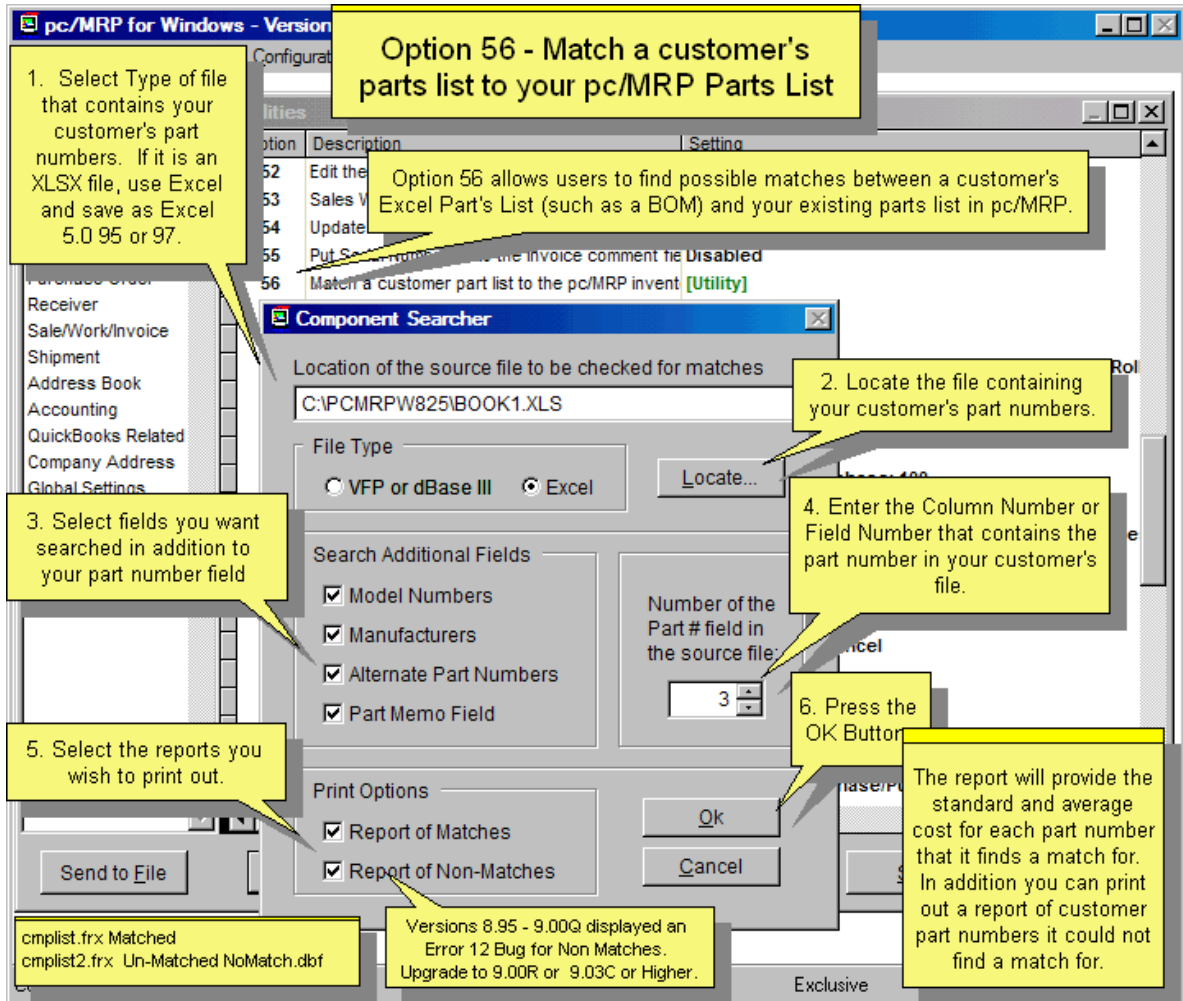 pc/MRP for Windows - Version
Configurat
Option 56 - Match a customer's
parts list to your pc/MRP Parts List
1. Select Type of file
that contains your
customer's part
numbers. If it is an
XLSX file, use Excel
and save as Excel
5.0 95 or 97.
Description
Setting
52 Edit the
53 Sales W
54 Update
55 Put the invoice comment fie Disabled
56 Match a customer part list to the pc/MRP invent [Utility]
Option 56 allows users to find possible matches between a customer's
Excel Part's List (such as a BOM) and your existing parts list in pc/MRP.
Receiver
Sale/Work/Invoice
Shipment
Address Book
Accounting
QuickBooks Related
Company Address
Global Settings
Component Searcher
Location of the source file to be checked for matches
C:\PCMRPW825\BOOK1.XLS
2. Locate the file containing
your customer's part numbers.
File Type
VFP or dBase III Excel
Locate...
3. Select fields you want
searched in addition to
your part number field
4. Enter the Column Number or
Field Number that contains the
part number in your customer's
file.
Search Additional Fields
Model Numbers
Manufacturers
Alternate Part Numbers
Part Memo Field
Number of the
Part # field in
the source file:
3
5. Select the reports you
wish to print out.
6. Press the
OK Button
Print Options
Report of Matches
Report of Non-Matches
Ok
Cancel
Send to File
The report will provide the
standard and average
cost for each part number
that it finds a match for.
In addition you can print
out a report of customer
part numbers it could not
find a match for.
cmplist.frx Matched
cmplist2.frx Un-Matched NoMatch.dbf
Versions 8.95 - 9.00Q displayed an
Error 12 Bug for Non Matches.
Upgrade to 9.00R or 9.03C or Higher.
Exclusive